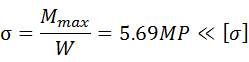 σ = M_max / W = 5.69MP ≪ [σ]